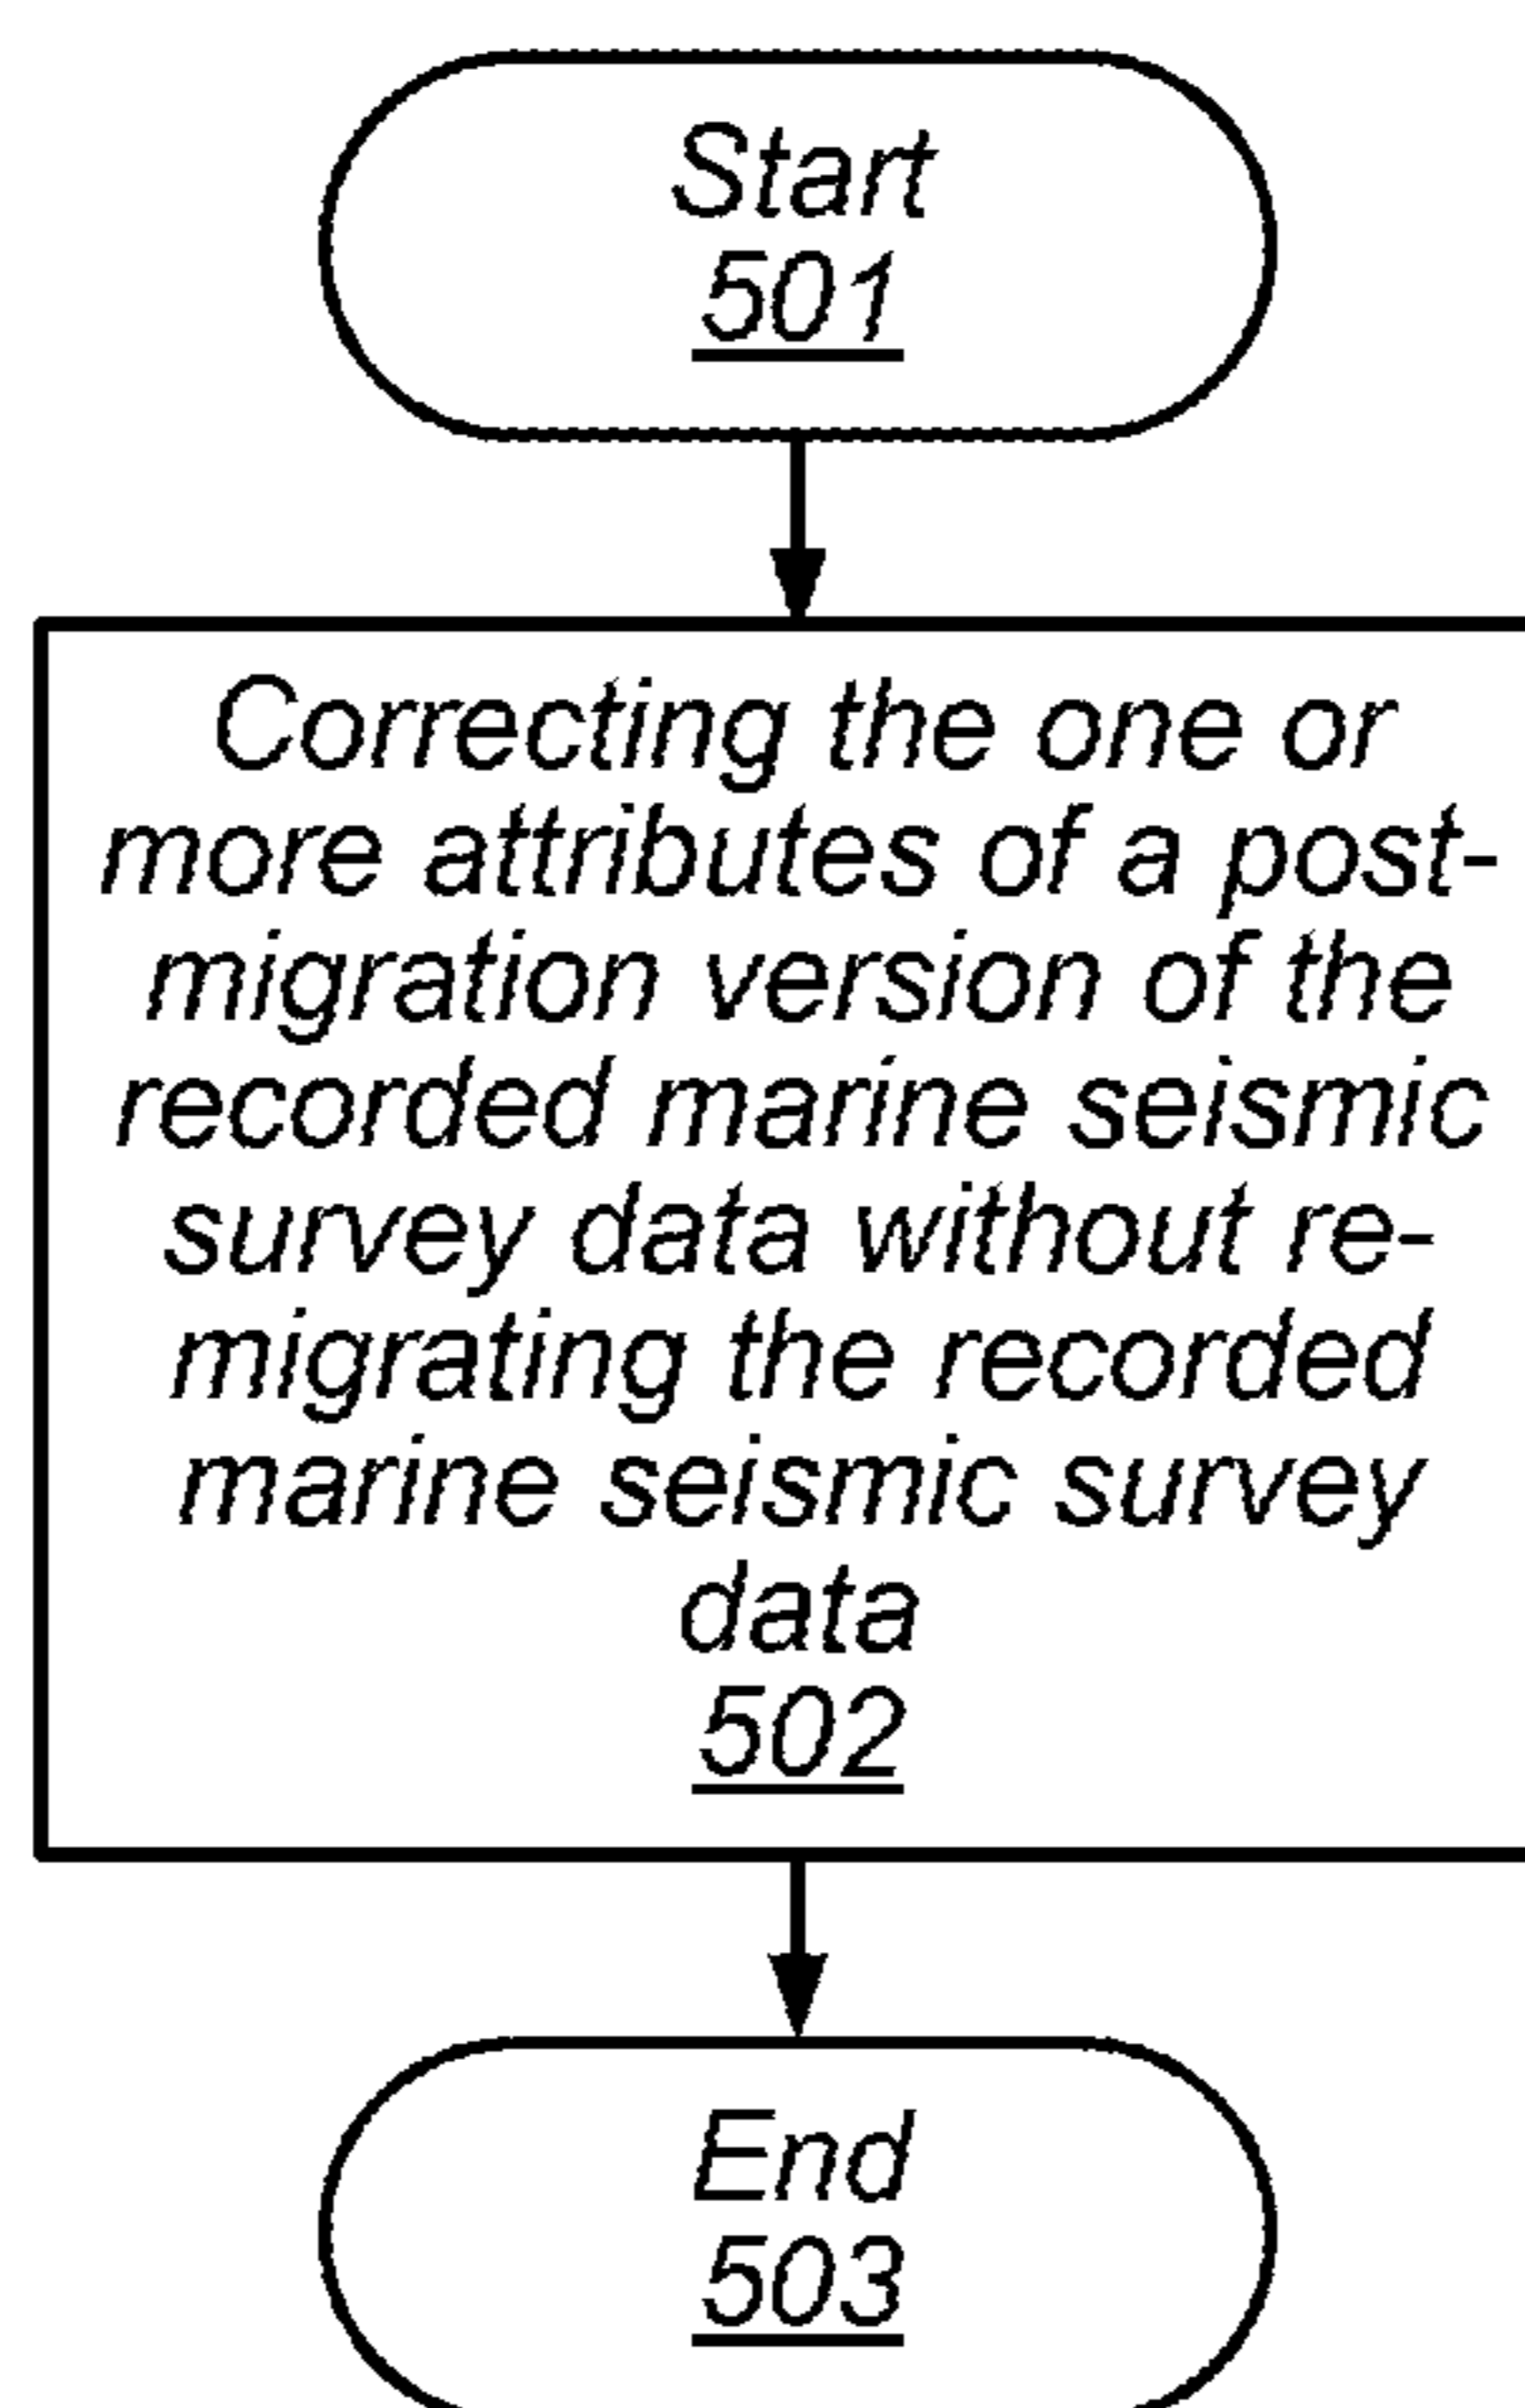 Start
501
Correcting the one or
more attributes of a post-
migration version of the
recorded marine seismic
survey data without re-
migrating the recorded
marine seismic survey
data
502
End
503